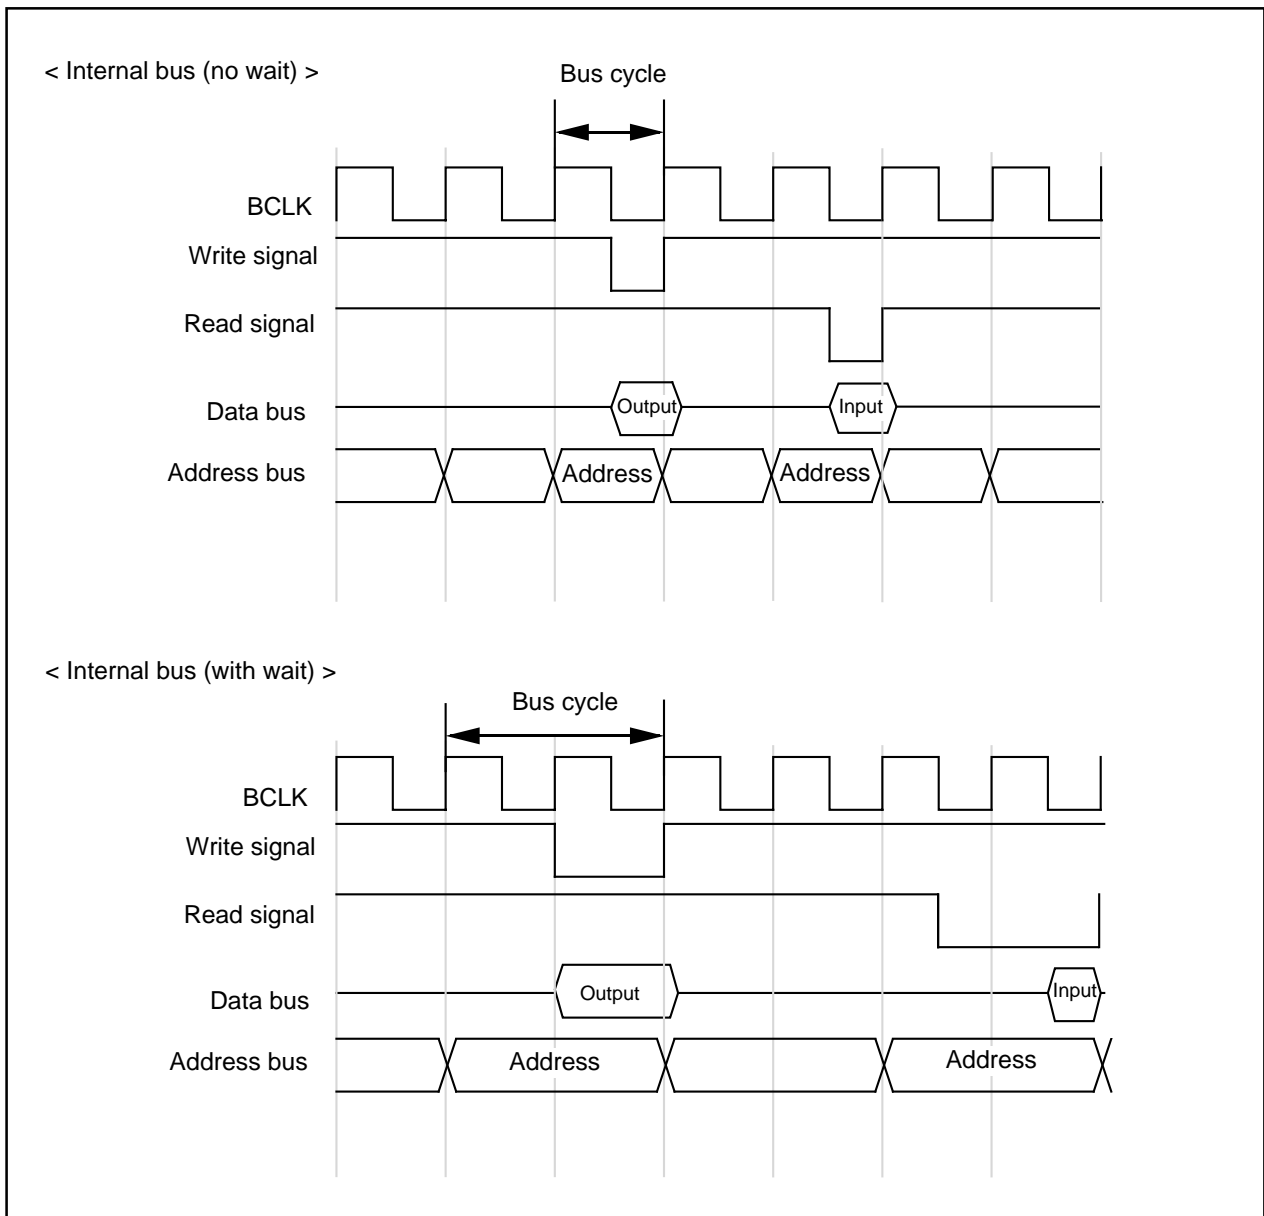 < Internal bus (no wait) >
Bus cycle
BCLK
Write signal
Read signal
Data bus
Output
Input
Address bus
Address
Address
< Internal bus (with wait) >
Bus cycle
BCLK
Write signal
Read signal
Data bus
Output
Input
Address bus
Address
Address